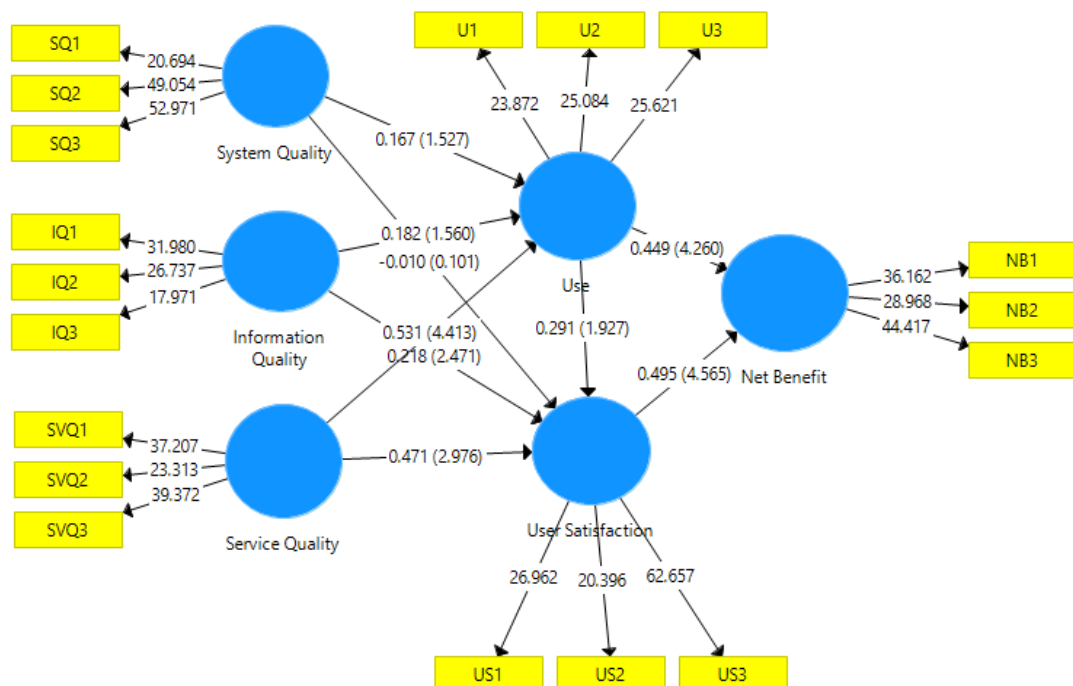 U1
U2
U3
SQ1
SQ2
SQ3
20.694
49.054
52.971
System Quality
23.872
25.084
25.621
0.167 (1.527)
IQ1
IQ2
IQ3
31.980
26.737
17.971
Information
Quality
0.182 (1.560)
-0.010 (0.101)
Use
0.449 (4.260)
NB1
NB2
NB3
36.162
28.968
44.417
Net Benefit
0.531 (4.413)
0.218 (2.471)
0.291 (1.927)
0.495 (4.565)
SVQ1
SVQ2
SVQ3
37.207
23.313
39.372
Service Quality
0.471 (2.976)
User Satisfaction
26.962
20.396
62.657
US1
US2
US3